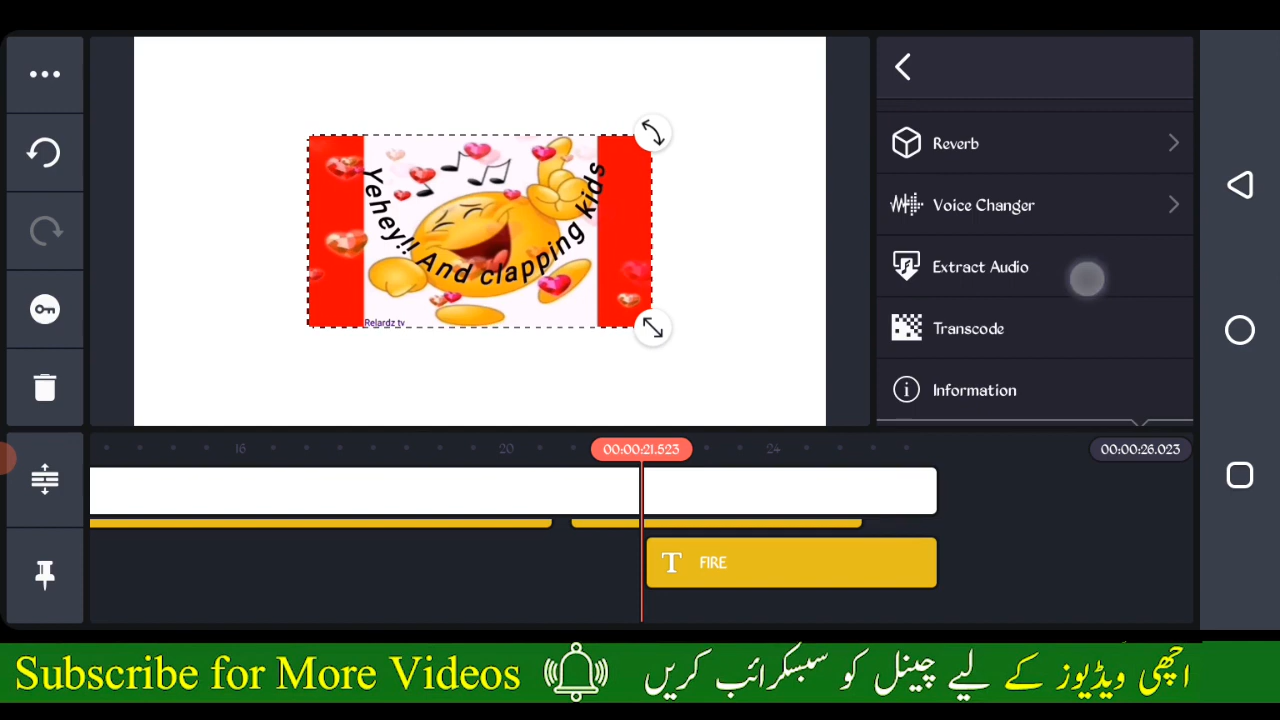 Reverb
Voice Changer
Extract Audio
Transcode
Information
Yehey!! And clapping kids
Relardz tv
16
20
00:00:21.523
24
00:00:26.023
T FIRE
Subscribe for More Videos
اچھی ویڈیوز کے لیے چینل کو سبسکرائب کریں